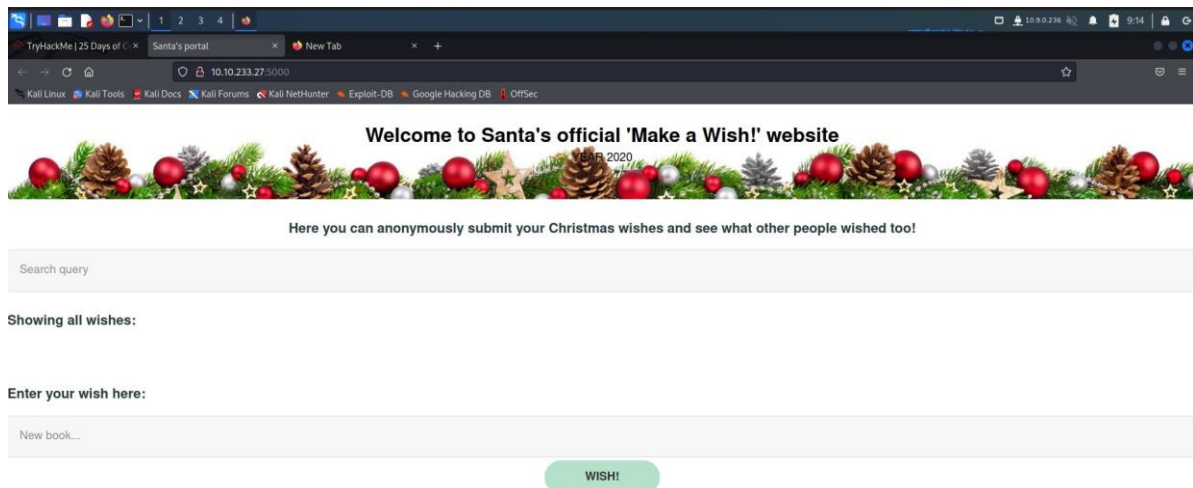 1 2 3 4
10.9.0.236
9:14
TryHackMe | 25 Days of C
Santa's portal
New Tab
10.10.233.27:5000
Kali Linux Kali Tools Kali Docs Kali Forums Kali NetHunter Exploit-DB Google Hacking DB OffSec
Welcome to Santa's official 'Make a Wish!' website
YEAR 2020
Here you can anonymously submit your Christmas wishes and see what other people wished too!
Search query
Showing all wishes:
Enter your wish here:
New book...
WISH!